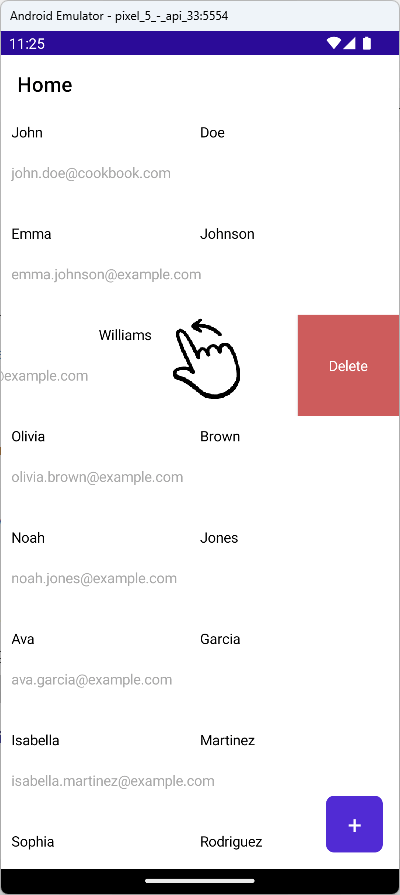 Android Emulator - pixel_5_-_api_33:5554
11:25
Home
John Doe
john.doe@cookbook.com
Emma Johnson
emma.johnson@example.com
Williams
@example.com
Delete
Olivia Brown
olivia.brown@example.com
Noah Jones
noah.jones@example.com
Ava Garcia
ava.garcia@example.com
Isabella Martinez
isabella.martinez@example.com
+
Sophia Rodriguez